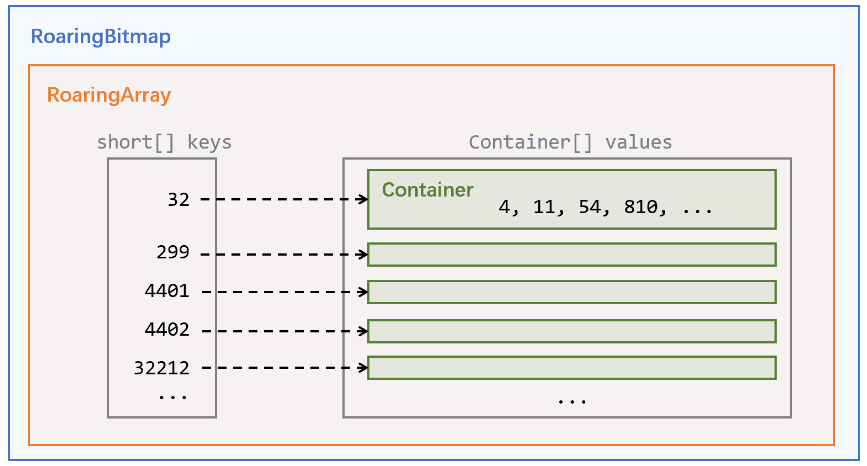 RoaringBitmap
RoaringArray
short[] keys
Container[] values
32
Container
4, 11, 54, 810, ...
299
4401
4402
32212
...
...